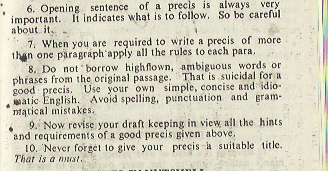 6. Opening sentence of a precis is always very
important. It indicates what is to follow. So be careful
about it.
7. When you are required to write a precis of more
than one paragraph apply all the rules to each para.
8. Do not borrow highflown, ambiguous words or
phrases from the original passage. That is suicidal for a
good precis. Use your own simple, concise and idio-
matic English. Avoid spelling, punctuation and gram-
matical mistakes.
9. Now revise your draft keeping in view all the hints
and requirements of a good precis given above.
10. Never forget to give your precis a suitable title.
That is a must.